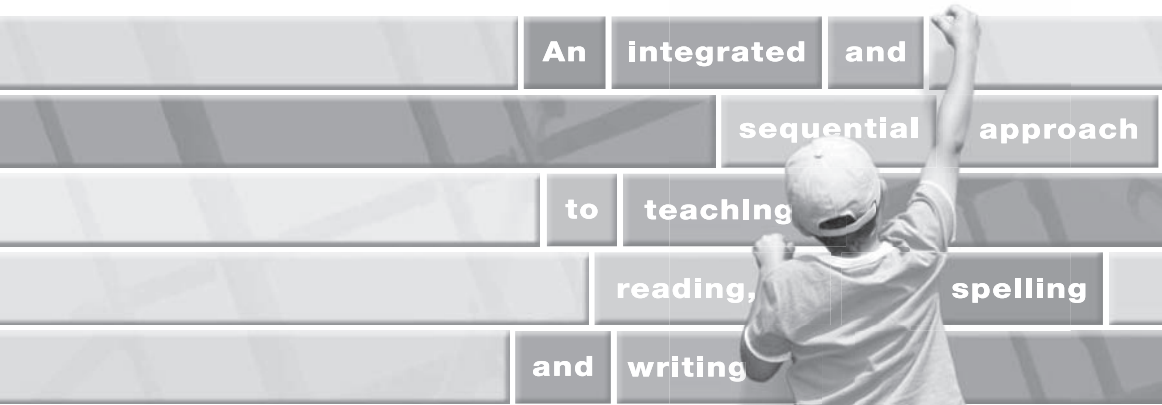 An integrated and
sequential approach
to teaching
reading, spelling
and writing